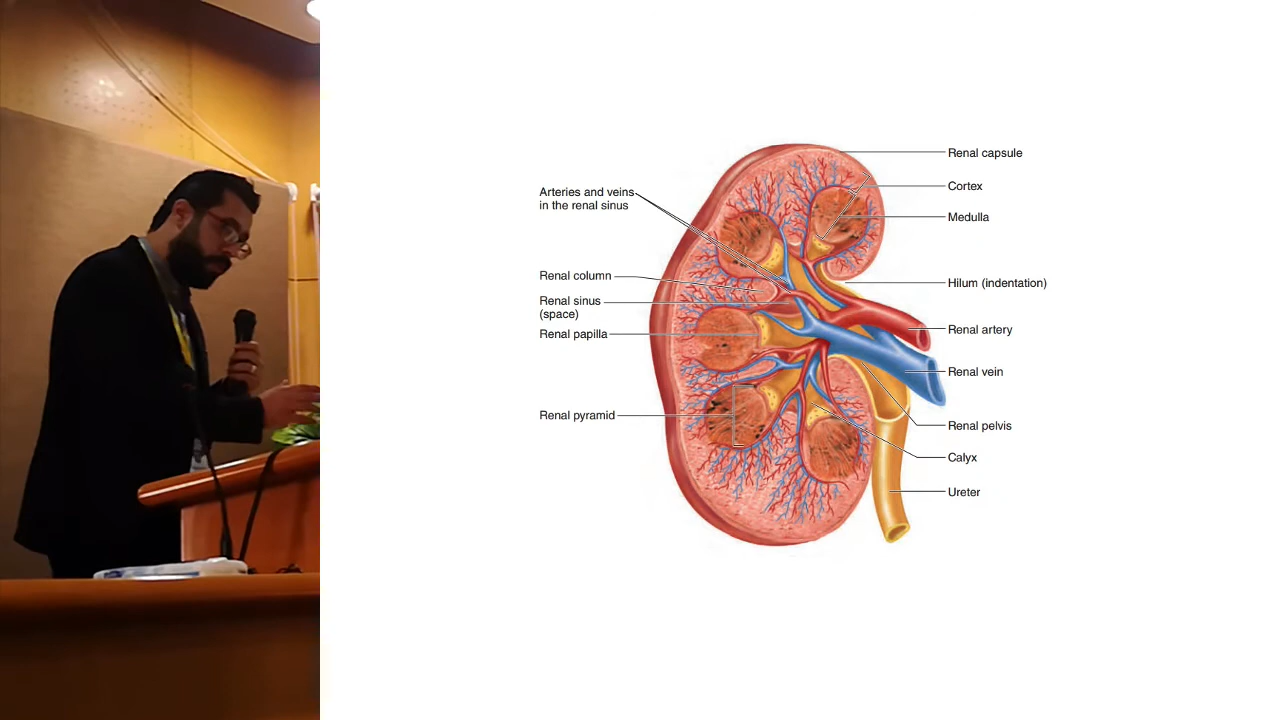 Arteries and veins
in the renal sinus
Renal column
Renal sinus
(space)
Renal papilla
Renal pyramid
Renal capsule
Cortex
Medulla
Hilum (indentation)
Renal artery
Renal vein
Renal pelvis
Calyx
Ureter